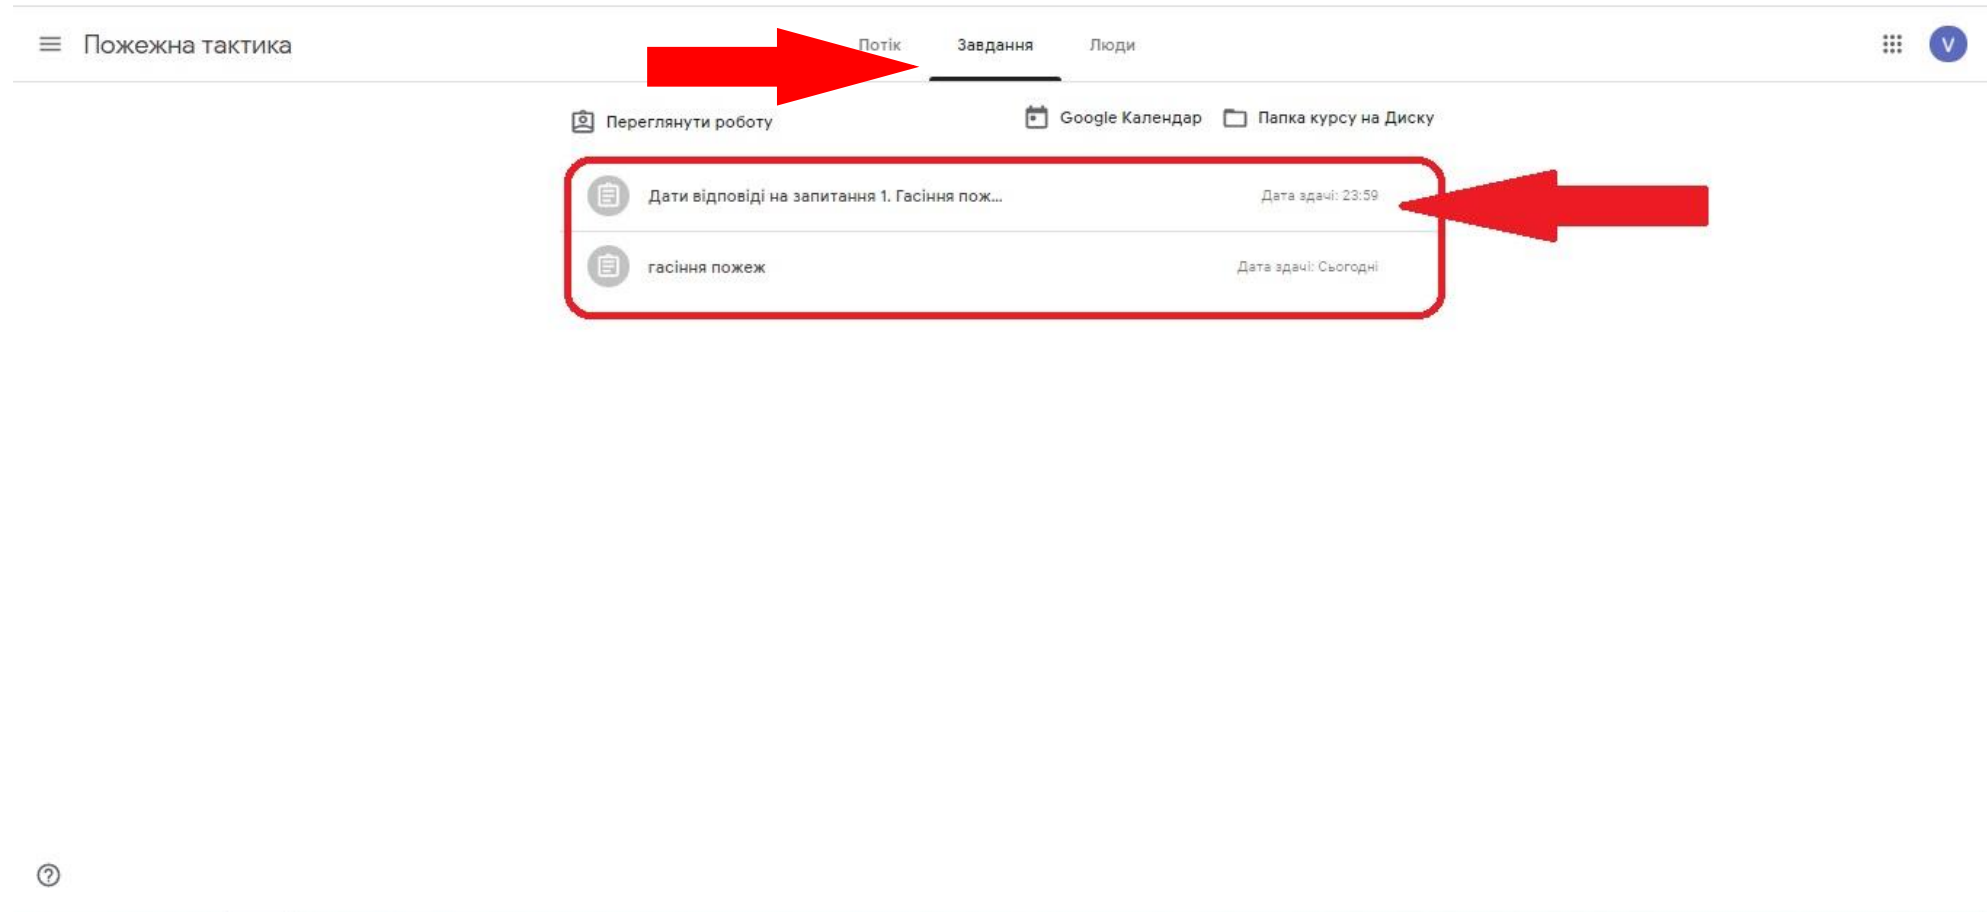 Пожежна тактика
Потік
Завдання
Люди
V
Переглянути роботу
Google Календар
Папка курсу на Диску
Дати відповіді на запитання 1. Гасіння пож...
Дата здачі: 23:59
гасіння пожеж
Дата здачі: Сьогодні